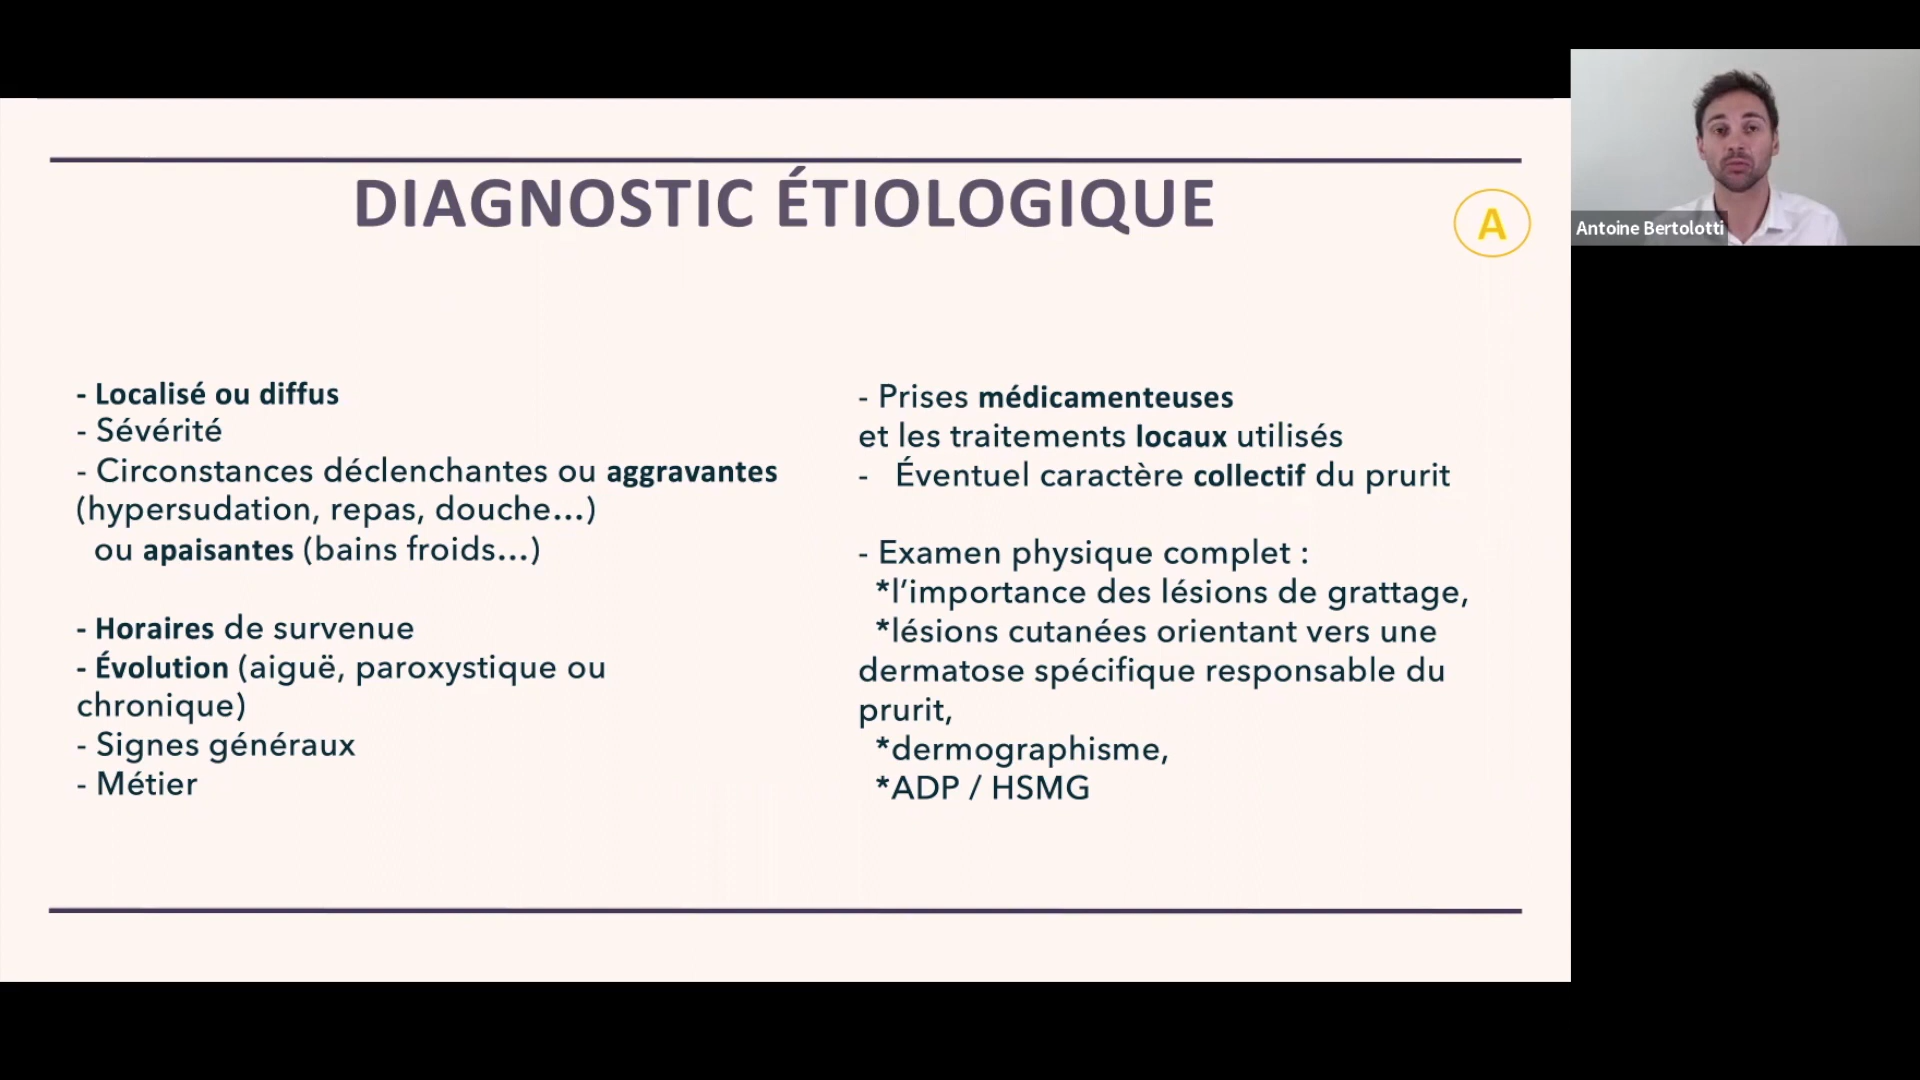 DIAGNOSTIC ÉTIOLOGIQUE
A
- Localisé ou diffus
- Sévérité
- Circonstances déclenchantes ou aggravantes
(hypersudation, repas, douche...)
ou apaisantes (bains froids...)
- Horaires de survenue
- Évolution (aiguë, paroxystique ou
chronique)
- Signes généraux
- Métier
- Prises médicamenteuses
et les traitements locaux utilisés
- Éventuel caractère collectif du prurit
- Examen physique complet :
*l’importance des lésions de grattage,
*lésions cutanées orientant vers une
dermatose spécifique responsable du
prurit,
*dermographisme,
*ADP / HSMG
Antoine Bertolotti